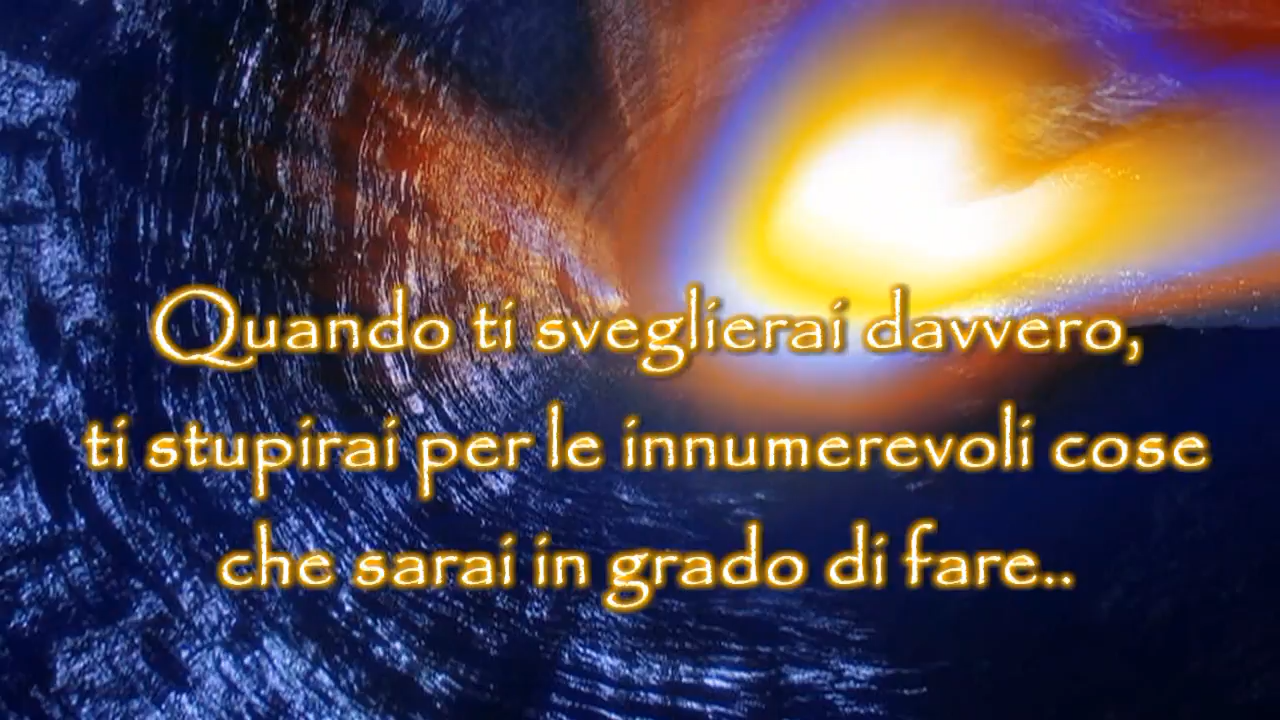 Quando ti sveglierai davvero,
ti stupirai per le innumerevoli cose
che sarai in grado di fare..